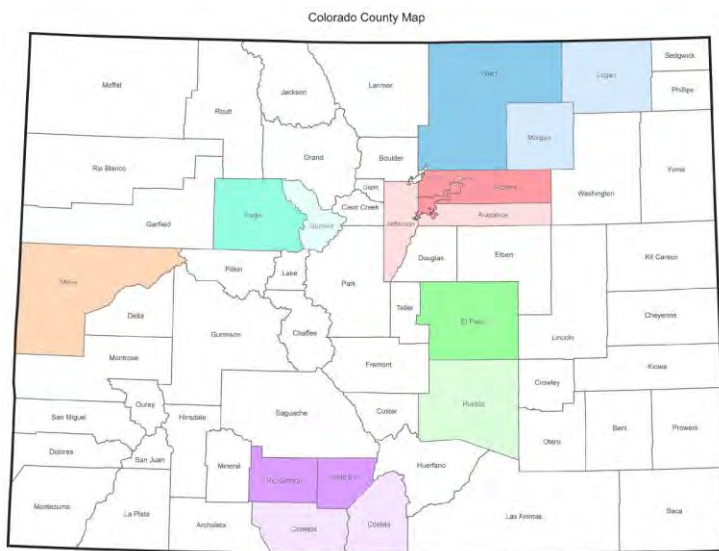 Colorado County Map
Moffat
Routt
Jackson
Larimer
Weld
Logan
Sedgwick
Phillips
Morgan
Rio Blanco
Grand
Boulder
Gilpin
Clear Creek
Washington
Yuma
Garfield
Eagle
Summit
Jefferson
Adams
Arapahoe
Mesa
Pitkin
Lake
Park
Douglas
Elbert
Kit Carson
Delta
Gunnison
Chaffee
Teller
El Paso
Lincoln
Cheyenne
Montrose
Fremont
Crowley
Kiowa
San Miguel
Ouray
Hinsdale
Saguache
Custer
Pueblo
Otero
Bent
Prowers
Dolores
San Juan
Mineral
Rio Grande
Alamosa
Huerfano
Montezuma
La Plata
Archuleta
Conejos
Costilla
Las Animas
Baca